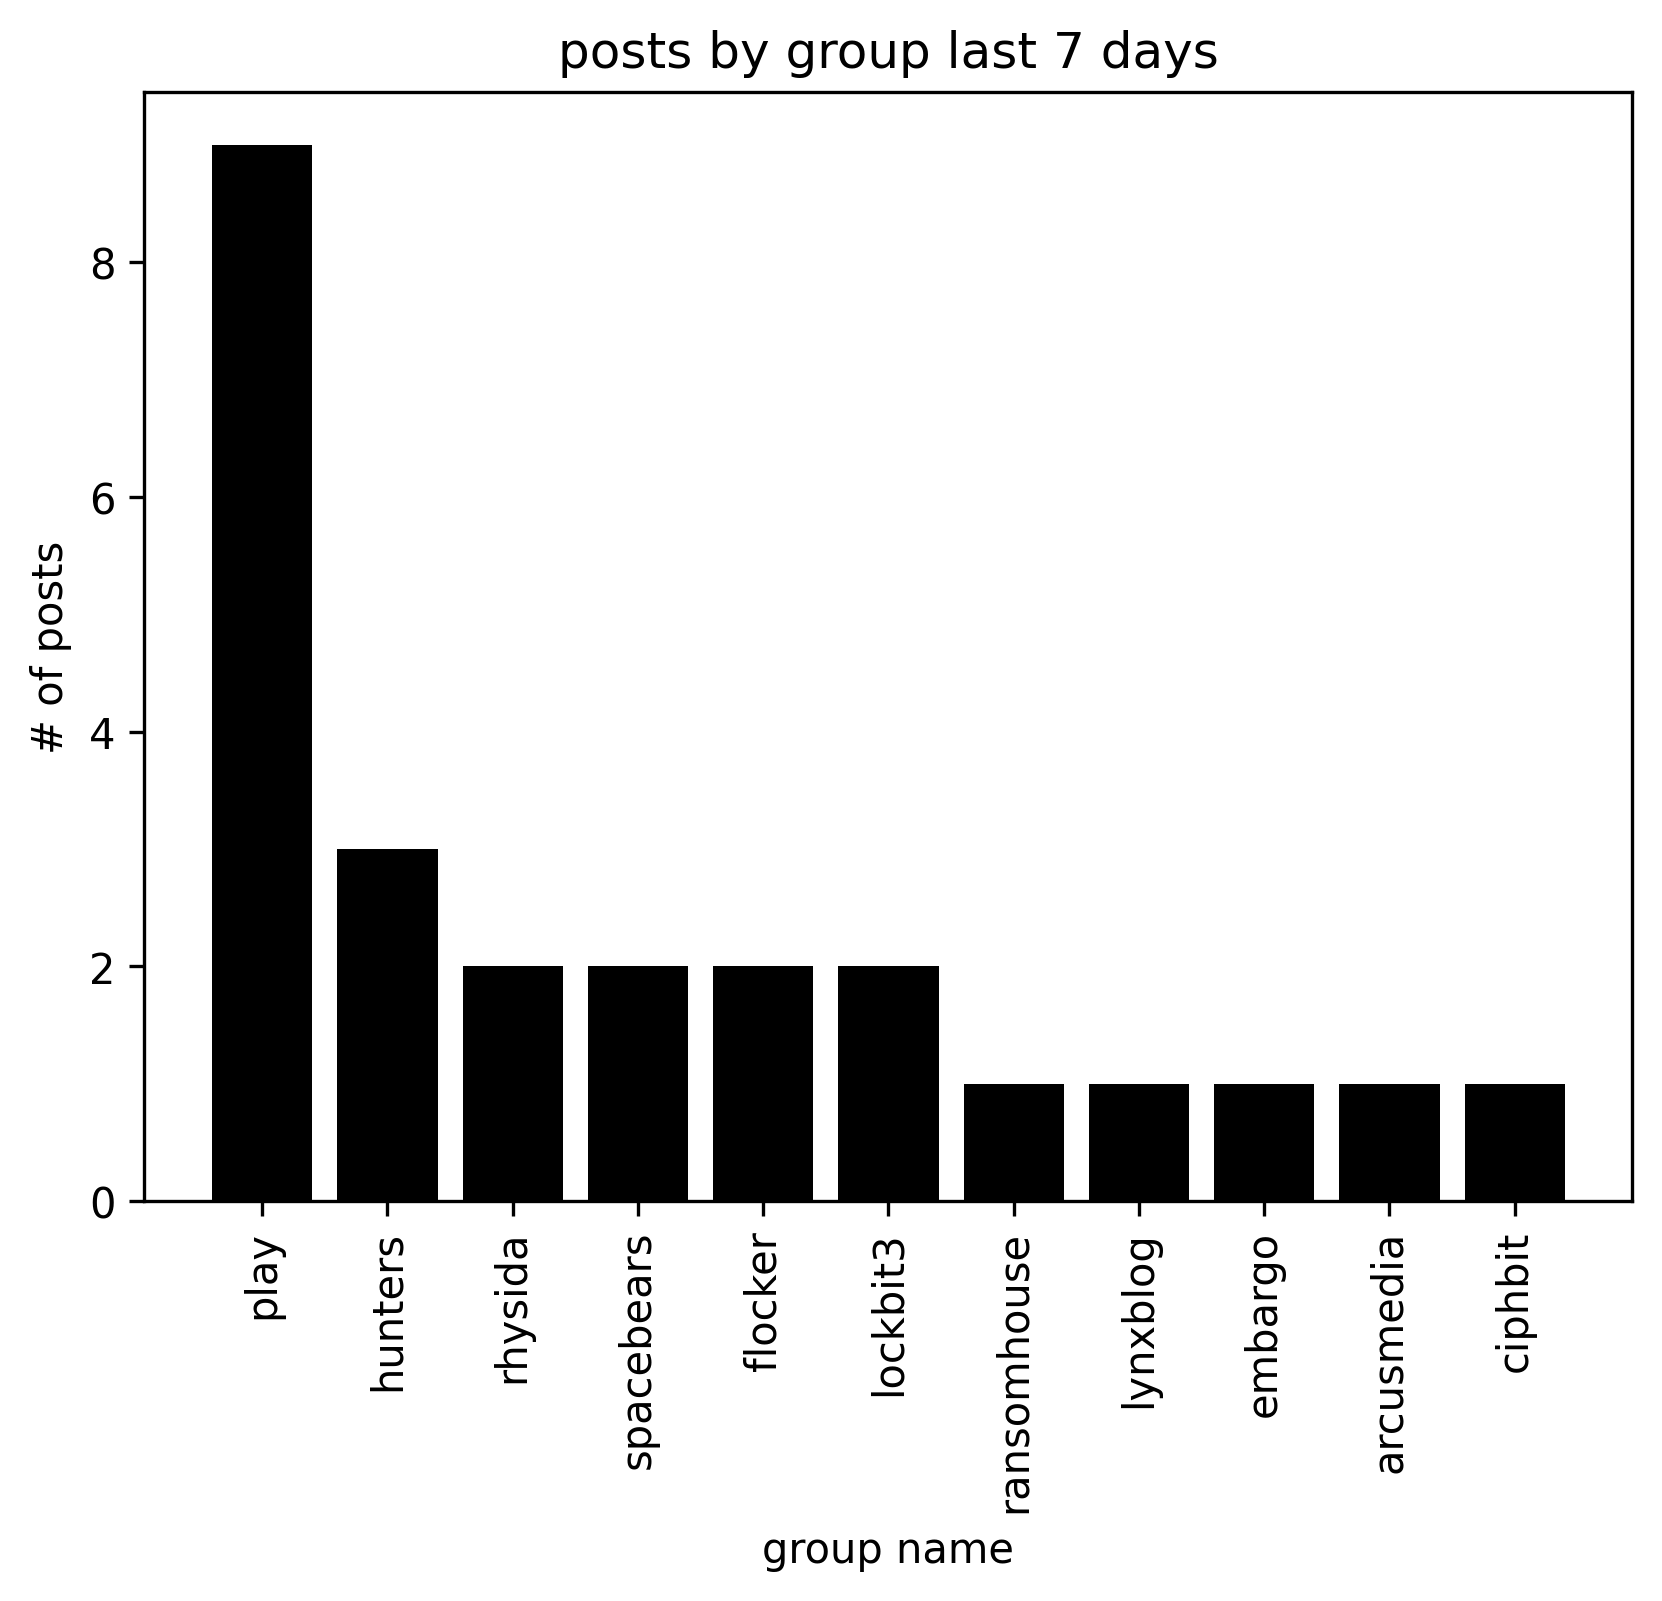 posts by group last 7 days
# of posts
8
6
4
2
0
play
hunters
rhysida
spacebears
flocker
lockbit3
ransomhouse
lynxblog
embargo
arcusmedia
ciphbit
group name